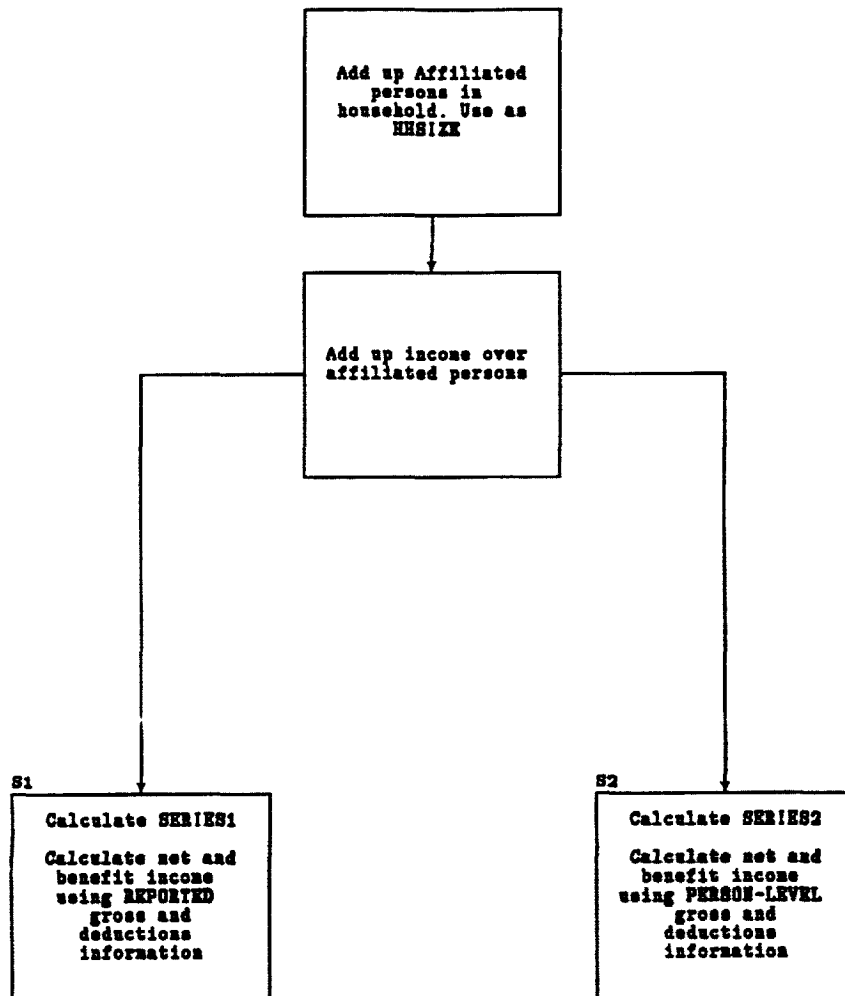 Add up Affiliated
persons in
household. Use as
HHSIZE
Add up income over
affiliated persons
S1
Calculate SERIES1
Calculate net and
benefit income
using REPORTED
gross and
deductions
information
S2
Calculate SERIES2
Calculate net and
benefit income
using PERSON-LEVEL
gross and
deductions
information